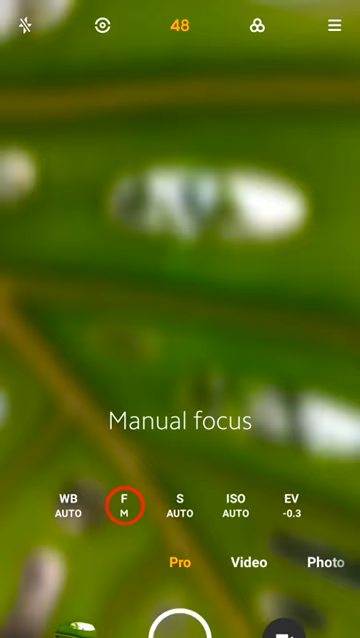 48
Manual focus
WB F S ISO EV
AUTO M AUTO AUTO -0.3
Pro Video Photo